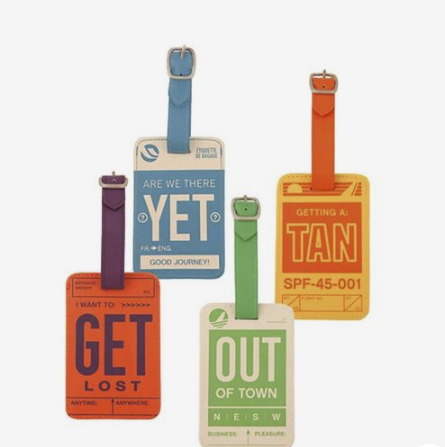 ÉTIQUETTE
DE BAGAGE
ARE WE THERE
YET
FR. ➔ ENG.
GOOD JOURNEY!
GETTING A:
TAN
SPF-45-001
I WANT TO: >>>>>>
GET
LOST
ANYTIME: ANYWHERE:
OUT
OF TOWN
N | E | S | W
BUSINESS: PLEASURE: